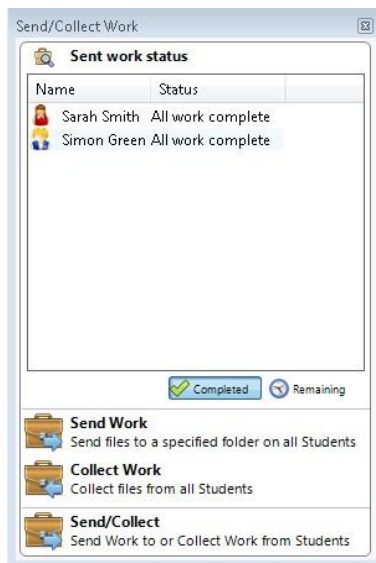 Send/Collect Work
Sent work status
Name Status
Sarah Smith All work complete
Simon Green All work complete
Completed Remaining
Send Work
Send files to a specified folder on all Students
Collect Work
Collect files from all Students
Send/Collect
Send Work to or Collect Work from Students